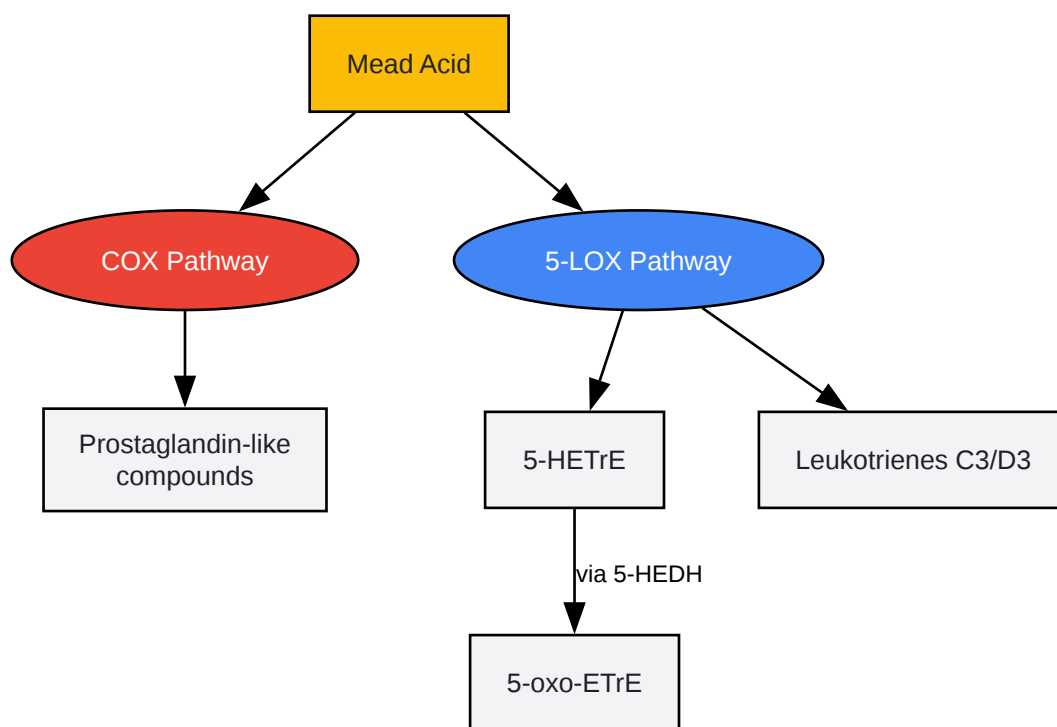 Mead Acid
COX Pathway
5-LOX Pathway
Prostaglandin-like
compounds
5-HETrE
Leukotrienes C3/D3
via 5-HEDH
5-oxo-ETrE